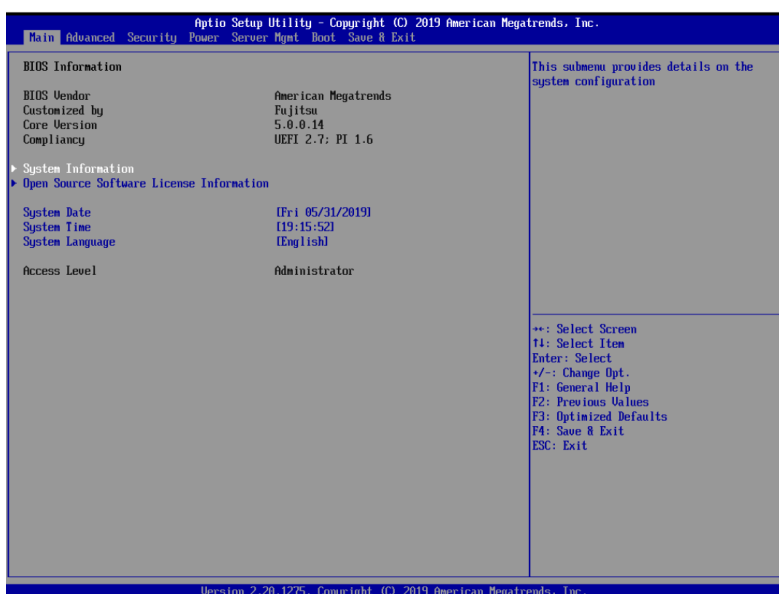 Aptio Setup Utility - Copyright (C) 2019 American Megatrends, Inc.
Main Advanced Security Power Server Mgmt Boot Save & Exit
BIOS Information
BIOS Vendor American Megatrends
Customized by Fujitsu
Core Version 5.0.0.14
Compliancy UEFI 2.7; PI 1.6
System Information
Open Source Software License Information
System Date [Fri 05/31/2019]
System Time [19:15:52]
System Language [English]
Access Level Administrator
This submenu provides details on the
system configuration
→←: Select Screen
↑↓: Select Item
Enter: Select
+/-: Change Opt.
F1: General Help
F2: Previous Values
F3: Optimized Defaults
F4: Save & Exit
ESC: Exit
Version 2.20.1275. Copyright (C) 2019 American Megatrends, Inc.